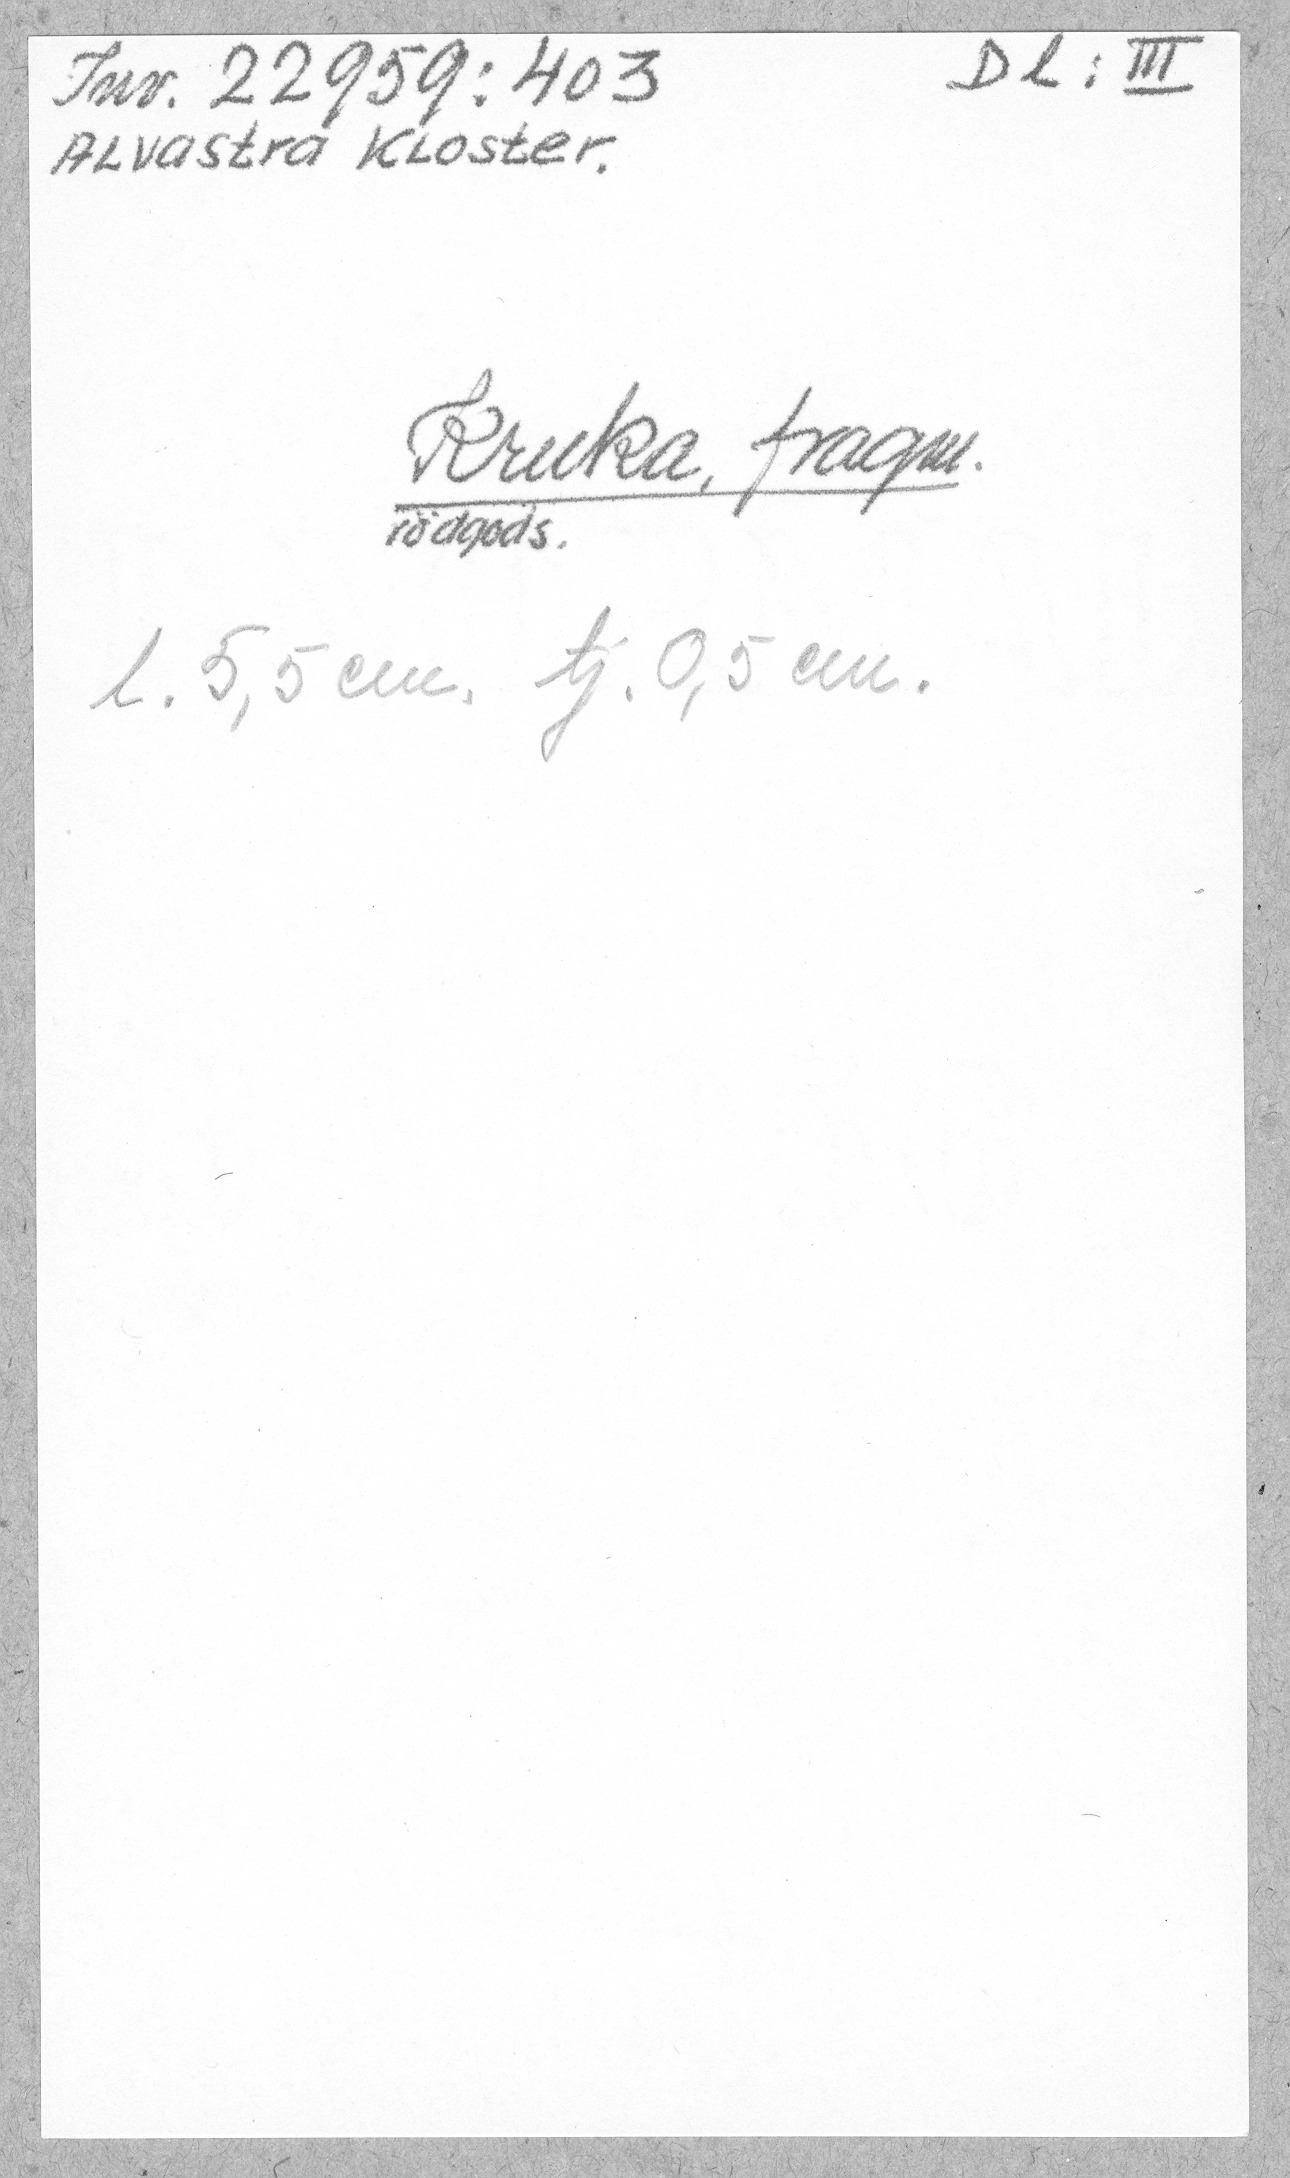 Inv. 22959:403 Dl: III
Alvastra Kloster.
Kruka, fragm.
rödgods.
l. 5,5 cm. tj. 0,5 cm.